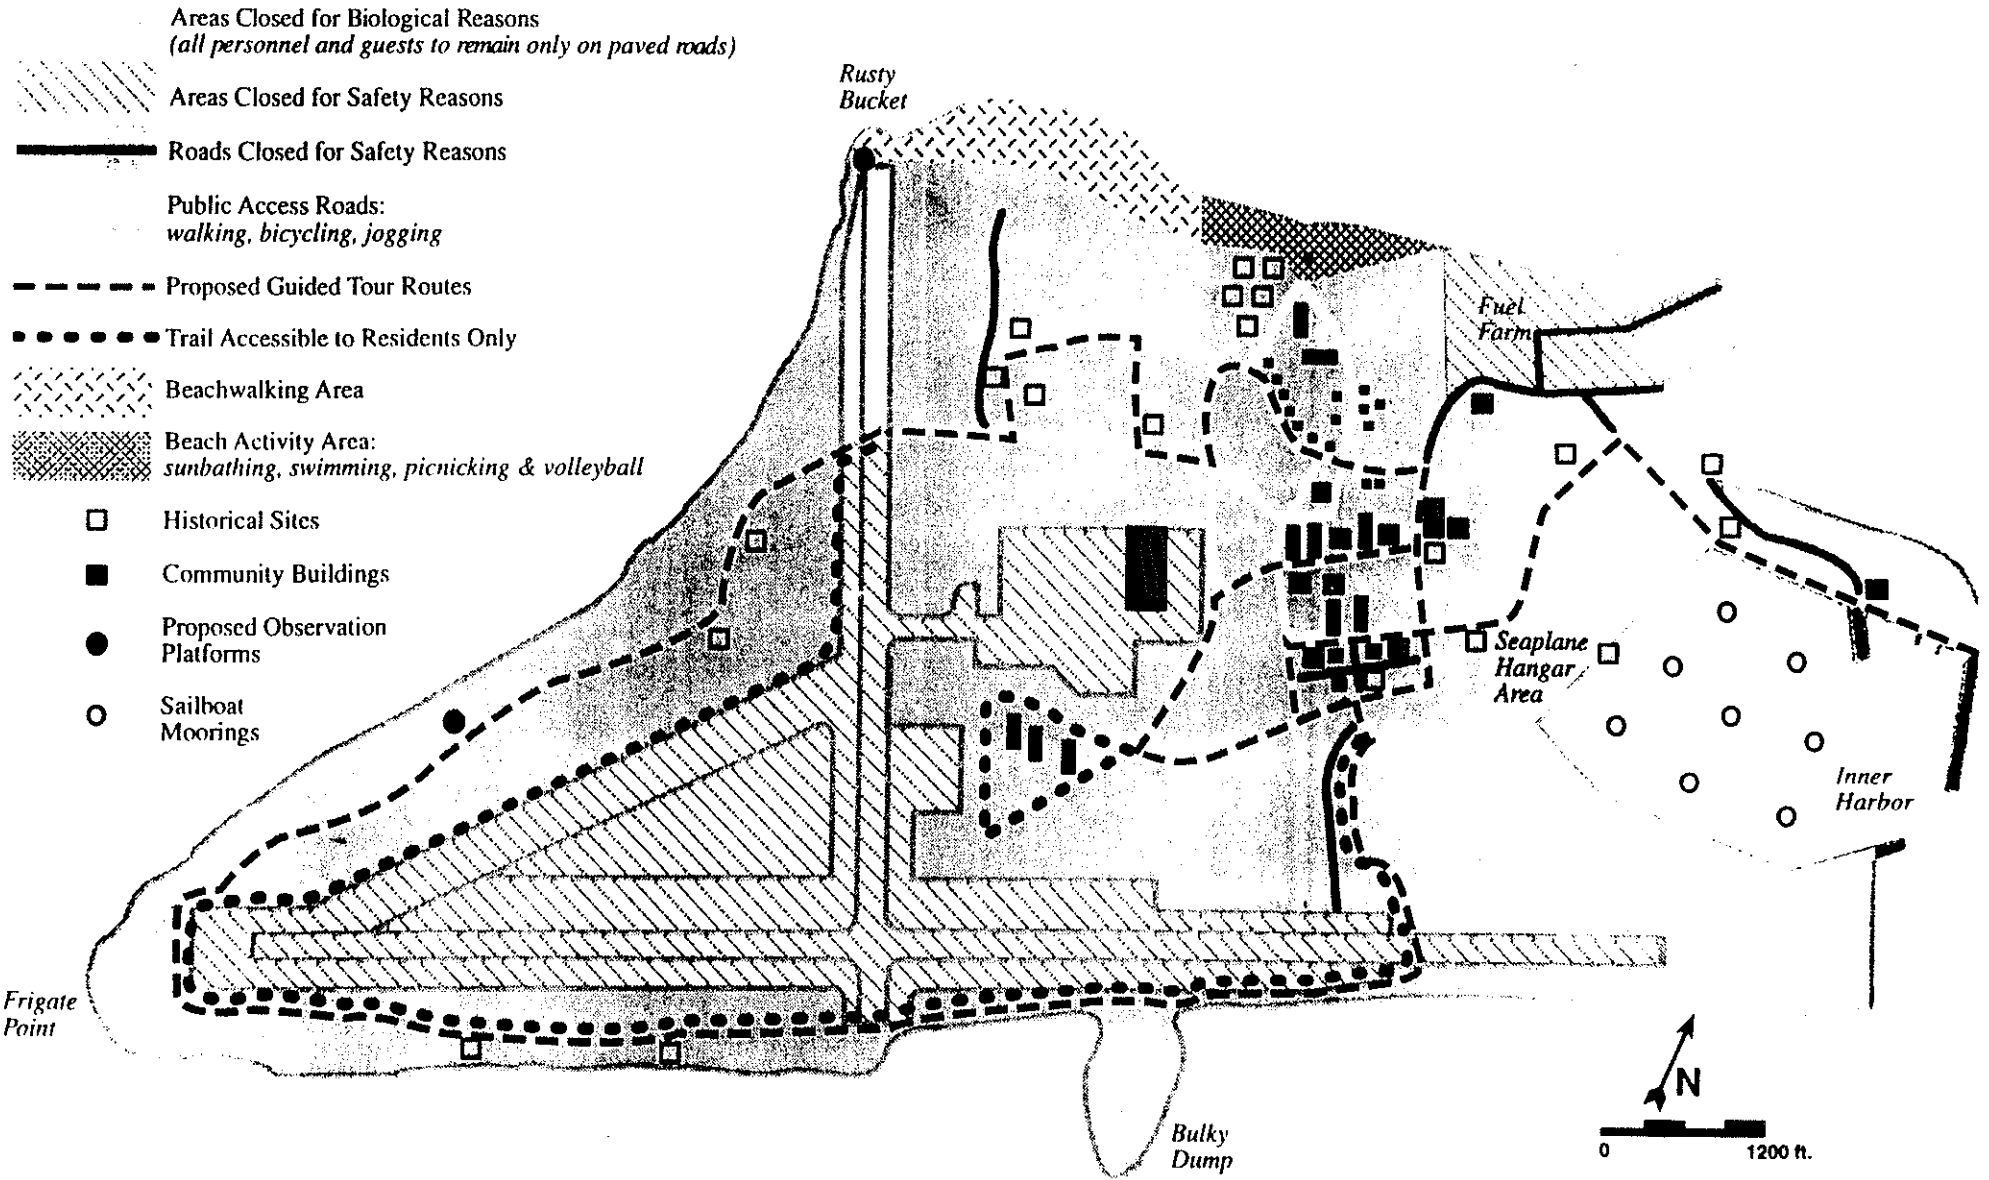 Areas Closed for Biological Reasons
(all personnel and guests to remain only on paved roads)
Areas Closed for Safety Reasons
Roads Closed for Safety Reasons
Public Access Roads:
walking, bicycling, jogging
Proposed Guided Tour Routes
Trail Accessible to Residents Only
Beachwalking Area
Beach Activity Area:
sunbathing, swimming, picnicking & volleyball
Historical Sites
Community Buildings
Proposed Observation
Platforms
Sailboat
Moorings
Rusty
Bucket
Fuel
Farm
Seaplane
Hangar
Area
Inner
Harbor
Frigate
Point
Bulky
Dump
N
0 1200 ft.